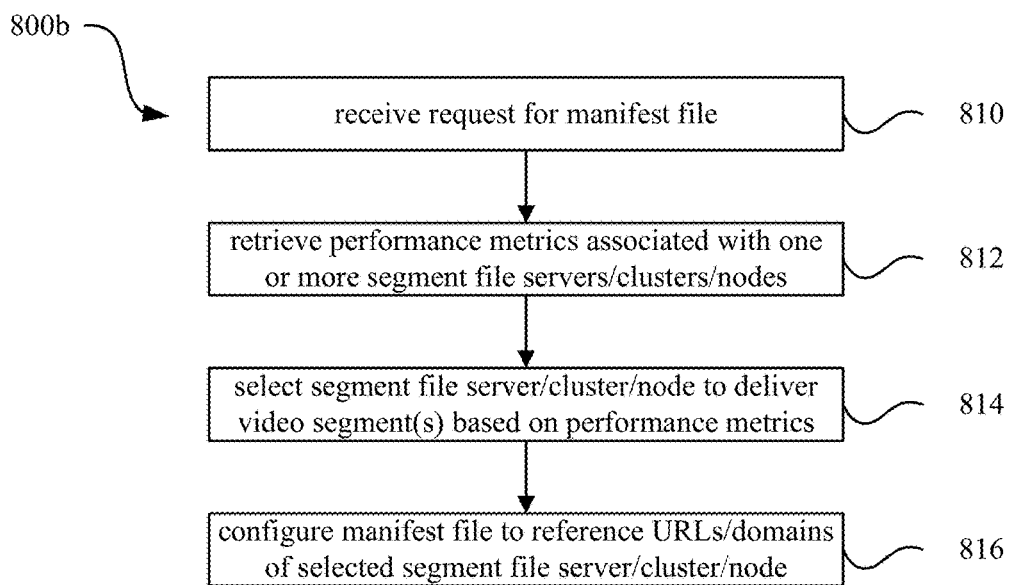 800b
receive request for manifest file
810
retrieve performance metrics associated with one
or more segment file servers/clusters/nodes
812
select segment file server/cluster/node to deliver
video segment(s) based on performance metrics
814
configure manifest file to reference URLs/domains
of selected segment file server/cluster/node
816